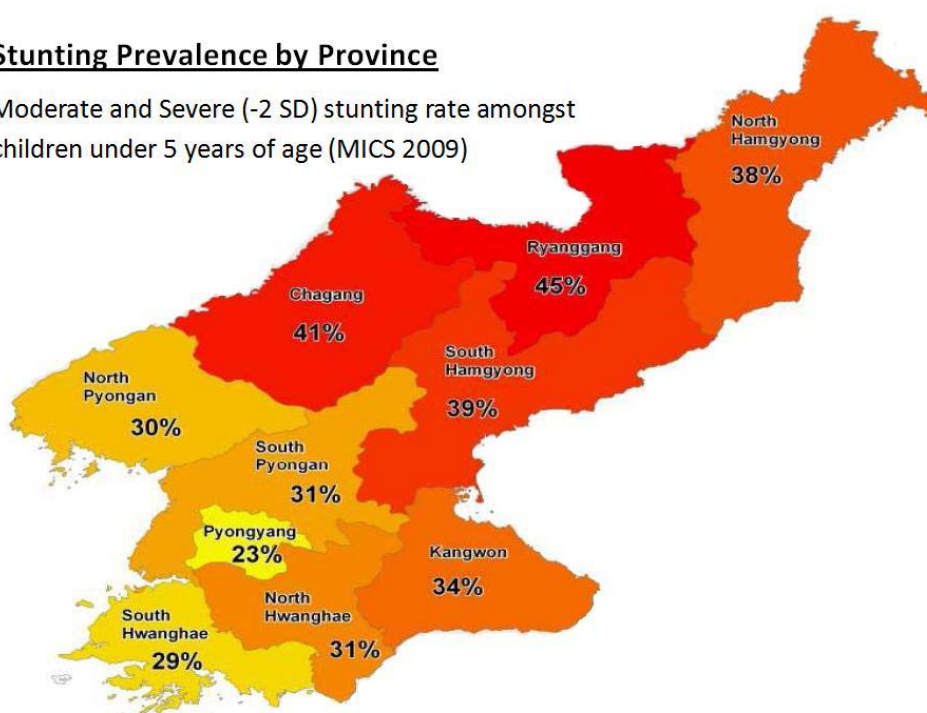 Stunting Prevalence by Province
Moderate and Severe (-2 SD) stunting rate amongst
children under 5 years of age (MICS 2009)
North
Hamgyong
38%
Ryanggang
45%
Chagang
41%
South
Hamgyong
39%
North
Pyongan
30%
South
Pyongan
31%
Pyongyang
23%
Kangwon
34%
North
Hwanghae
31%
South
Hwanghae
29%